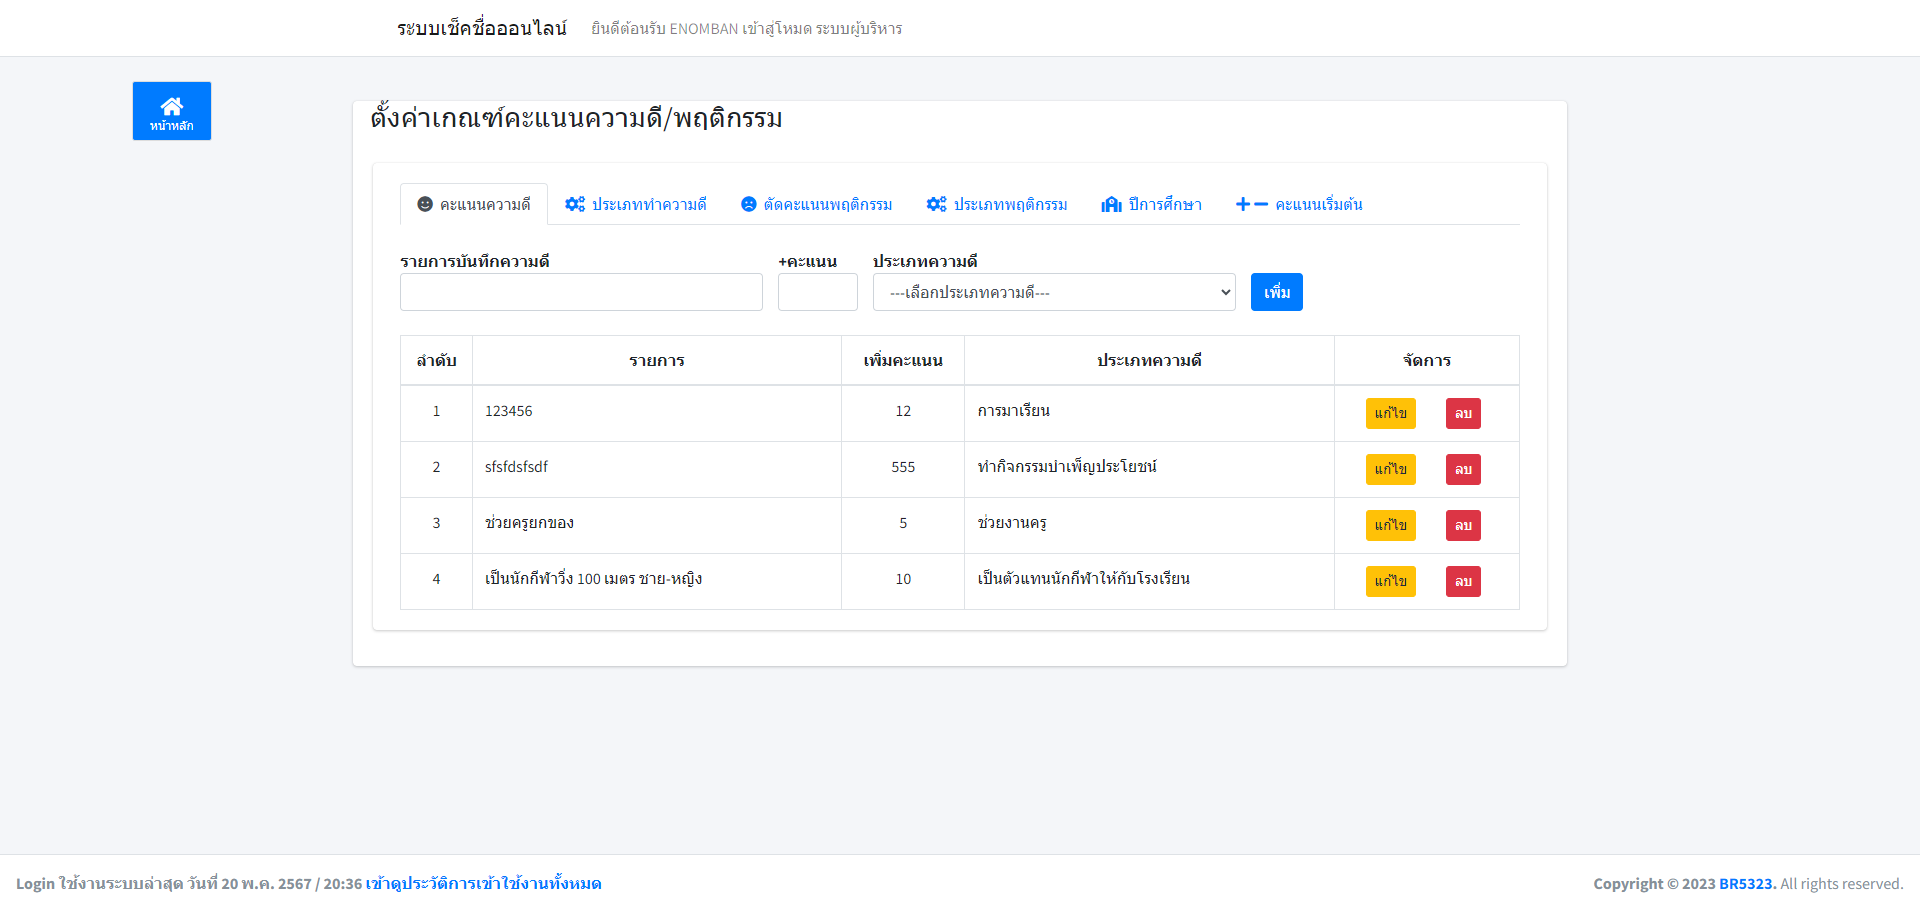 ระบบเช็คชื่อออนไลน์ ยินดีต้อนรับ ENOMBAN เข้าสู่โหมด ระบบผู้บริหาร
หน้าหลัก
ตั้งค่าเกณฑ์คะแนนความดี/พฤติกรรม
คะแนนความดี ประเภททำความดี ตัดคะแนนพฤติกรรม ประเภทพฤติกรรม ปีการศึกษา คะแนนเริ่มต้น
รายการบันทึกความดี +คะแนน ประเภทความดี
---เลือกประเภทความดี--- เพิ่ม
ลำดับ รายการ เพิ่มคะแนน ประเภทความดี จัดการ
1 123456 12 การมาเรียน แก้ไข ลบ
2 sfsfdsfsdf 555 ทำกิจกรรมบำเพ็ญประโยชน์ แก้ไข ลบ
3 ช่วยครูยกของ 5 ช่วยงานครู แก้ไข ลบ
4 เป็นนักกีฬาวิ่ง 100 เมตร ชาย-หญิง 10 เป็นตัวแทนนักกีฬาให้กับโรงเรียน แก้ไข ลบ
Login ใช้งานระบบล่าสุด วันที่ 20 พ.ค. 2567 / 20:36 เข้าดูประวัติการเข้าใช้งานทั้งหมด Copyright © 2023 BR5323. All rights reserved.